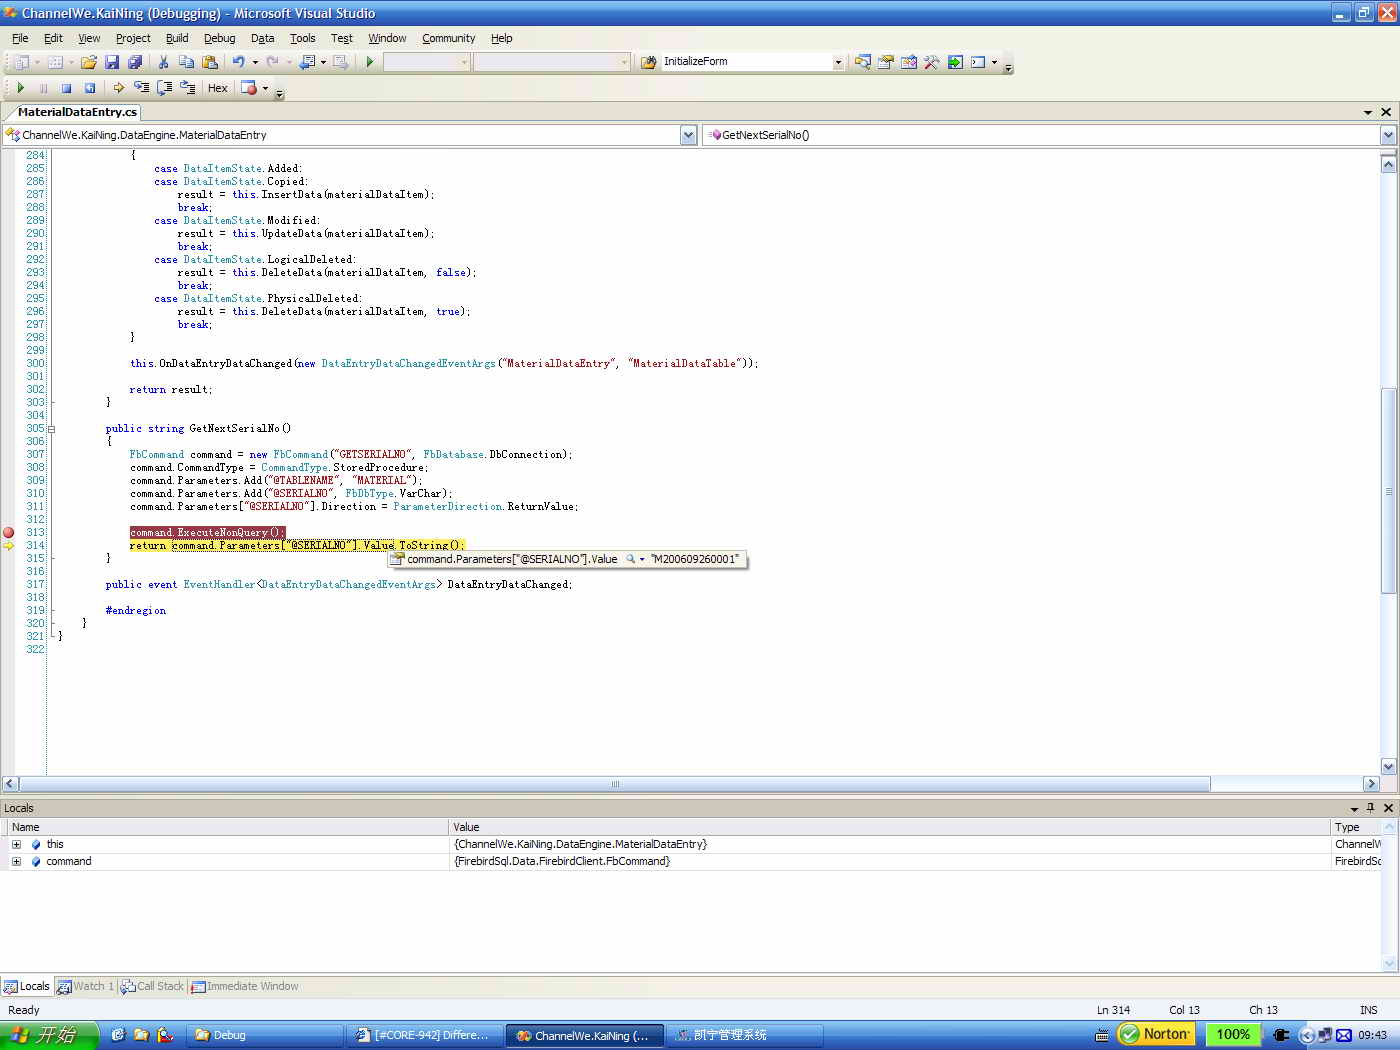 ChannelWe.KaiNing (Debugging) - Microsoft Visual Studio
File Edit View Project Build Debug Data Tools Test Window Community Help
InitializeForm
Hex
MaterialDataEntry.cs
ChannelWe.KaiNing.DataEngine.MaterialDataEntry GetNextSerialNo()
284 {
285 case DataItemState.Added:
286 case DataItemState.Copied:
287 result = this.InsertData(materialDataItem);
288 break;
289 case DataItemState.Modified:
290 result = this.UpdateData(materialDataItem);
291 break;
292 case DataItemState.LogicalDeleted:
293 result = this.DeleteData(materialDataItem, false);
294 break;
295 case DataItemState.PhysicalDeleted:
296 result = this.DeleteData(materialDataItem, true);
297 break;
298 }
299
300 this.OnDataEntryDataChanged(new DataEntryDataChangedEventArgs("MaterialDataEntry", "MaterialDataTable"));
301
302 return result;
303 }
304
305 public string GetNextSerialNo()
306 {
307 FbCommand command = new FbCommand("GETSERIALNO", FbDatabase.DbConnection);
308 command.CommandType = CommandType.StoredProcedure;
309 command.Parameters.Add("@TABLENAME", "MATERIAL");
310 command.Parameters.Add("@SERIALNO", FbDbType.VarChar);
311 command.Parameters["@SERIALNO"].Direction = ParameterDirection.ReturnValue;
312
313 command.ExecuteNonQuery();
314 return command.Parameters["@SERIALNO"].Value.ToString();
315 }
command.Parameters["@SERIALNO"].Value "M200609260001"
316
317 public event EventHandler<DataEntryDataChangedEventArgs> DataEntryDataChanged;
318
319 #endregion
320 }
321 }
322
Locals
Name Value Type
this {ChannelWe.KaiNing.DataEngine.MaterialDataEntry} ChannelW
command {FirebirdSql.Data.FirebirdClient.FbCommand} FirebirdSc
Locals Watch 1 Call Stack Immediate Window
Ready Ln 314 Col 13 Ch 13 INS
开始 Debug [#CORE-942] Differe... ChannelWe.KaiNing (... 凯宁管理系统 Norton 100% 09:43